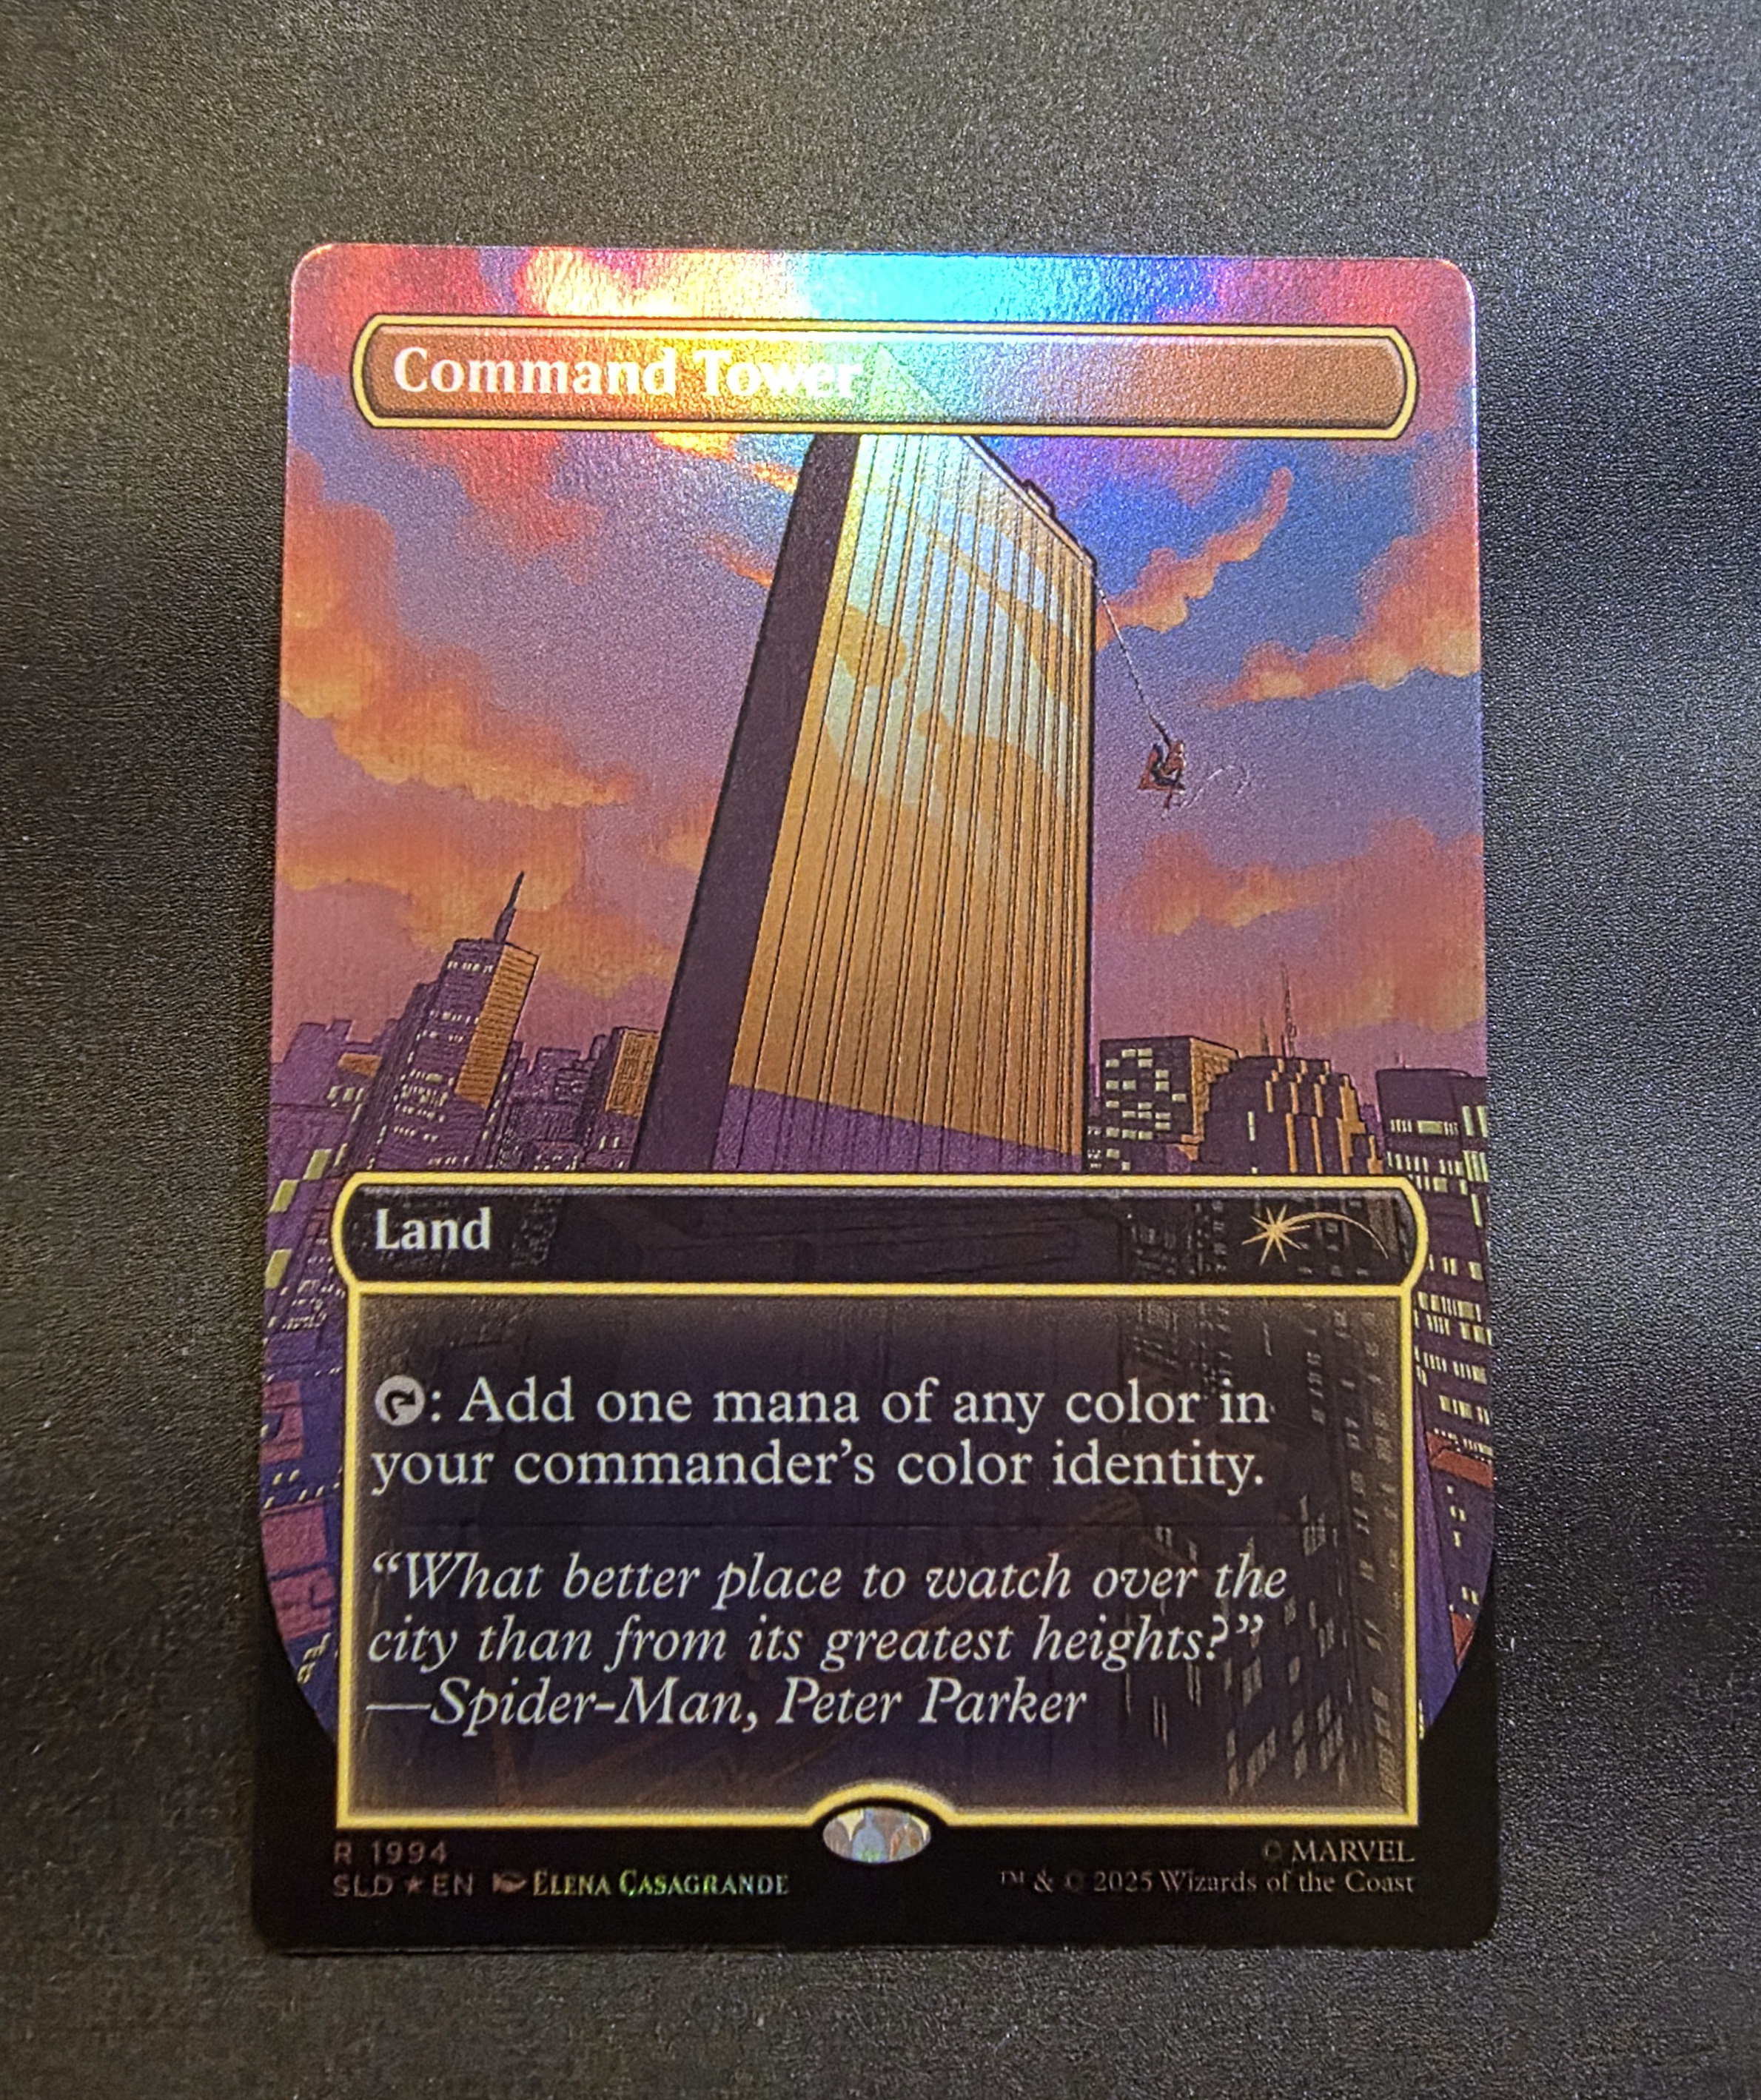 Command Tower
Land
: Add one mana of any color in
your commander’s color identity.
“What better place to watch over the
city than from its greatest heights?”
—Spider-Man, Peter Parker
R 1994
SLD ★ EN ELENA CASAGRANDE
© MARVEL
™ & © 2025 Wizards of the Coast